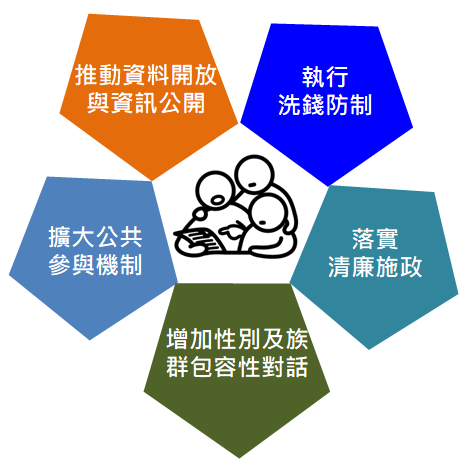 推動資料開放
與資訊公開
執行
洗錢防制
擴大公共
參與機制
落實
清廉施政
增加性別及族
群包容性對話